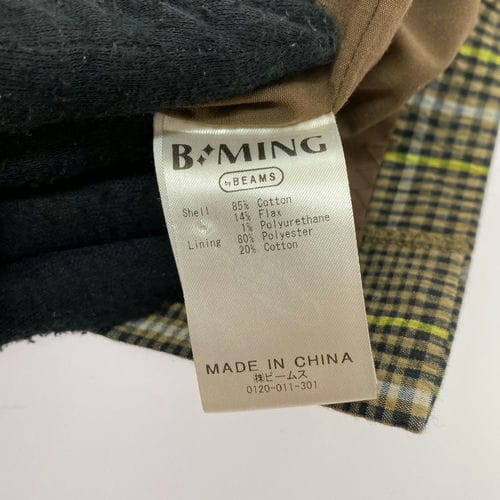 B:MING
by BEAMS
Shell 85% Cotton
14% Flax
1% Polyurethane
Lining 80% Polyester
20% Cotton
MADE IN CHINA
㈱ビームス
0120-011-301